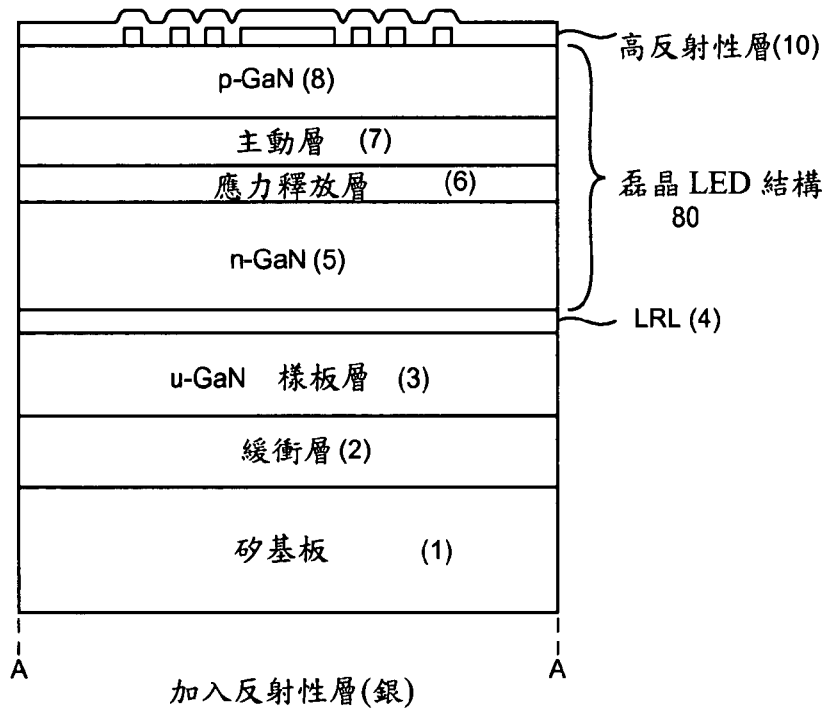 高反射性層(10)
p-GaN (8)
主動層 (7)
應力釋放層 (6)
磊晶 LED 結構
80
n-GaN (5)
LRL (4)
u-GaN 樣板層 (3)
緩衝層 (2)
矽基板 (1)
A A
加入反射性層(銀)